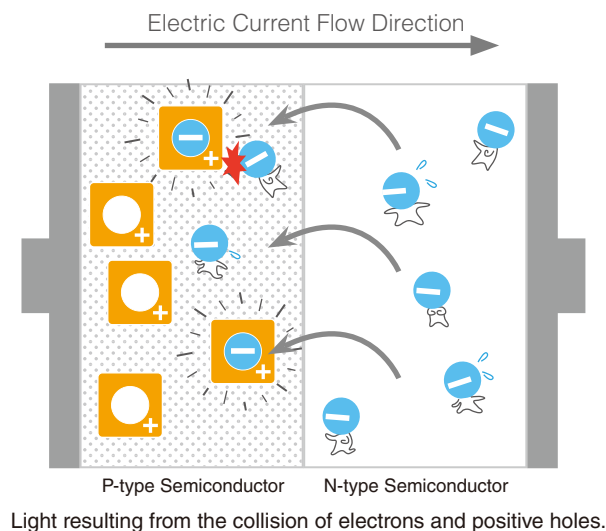 Electric Current Flow Direction
P-type Semiconductor
N-type Semiconductor
Light resulting from the collision of electrons and positive holes.